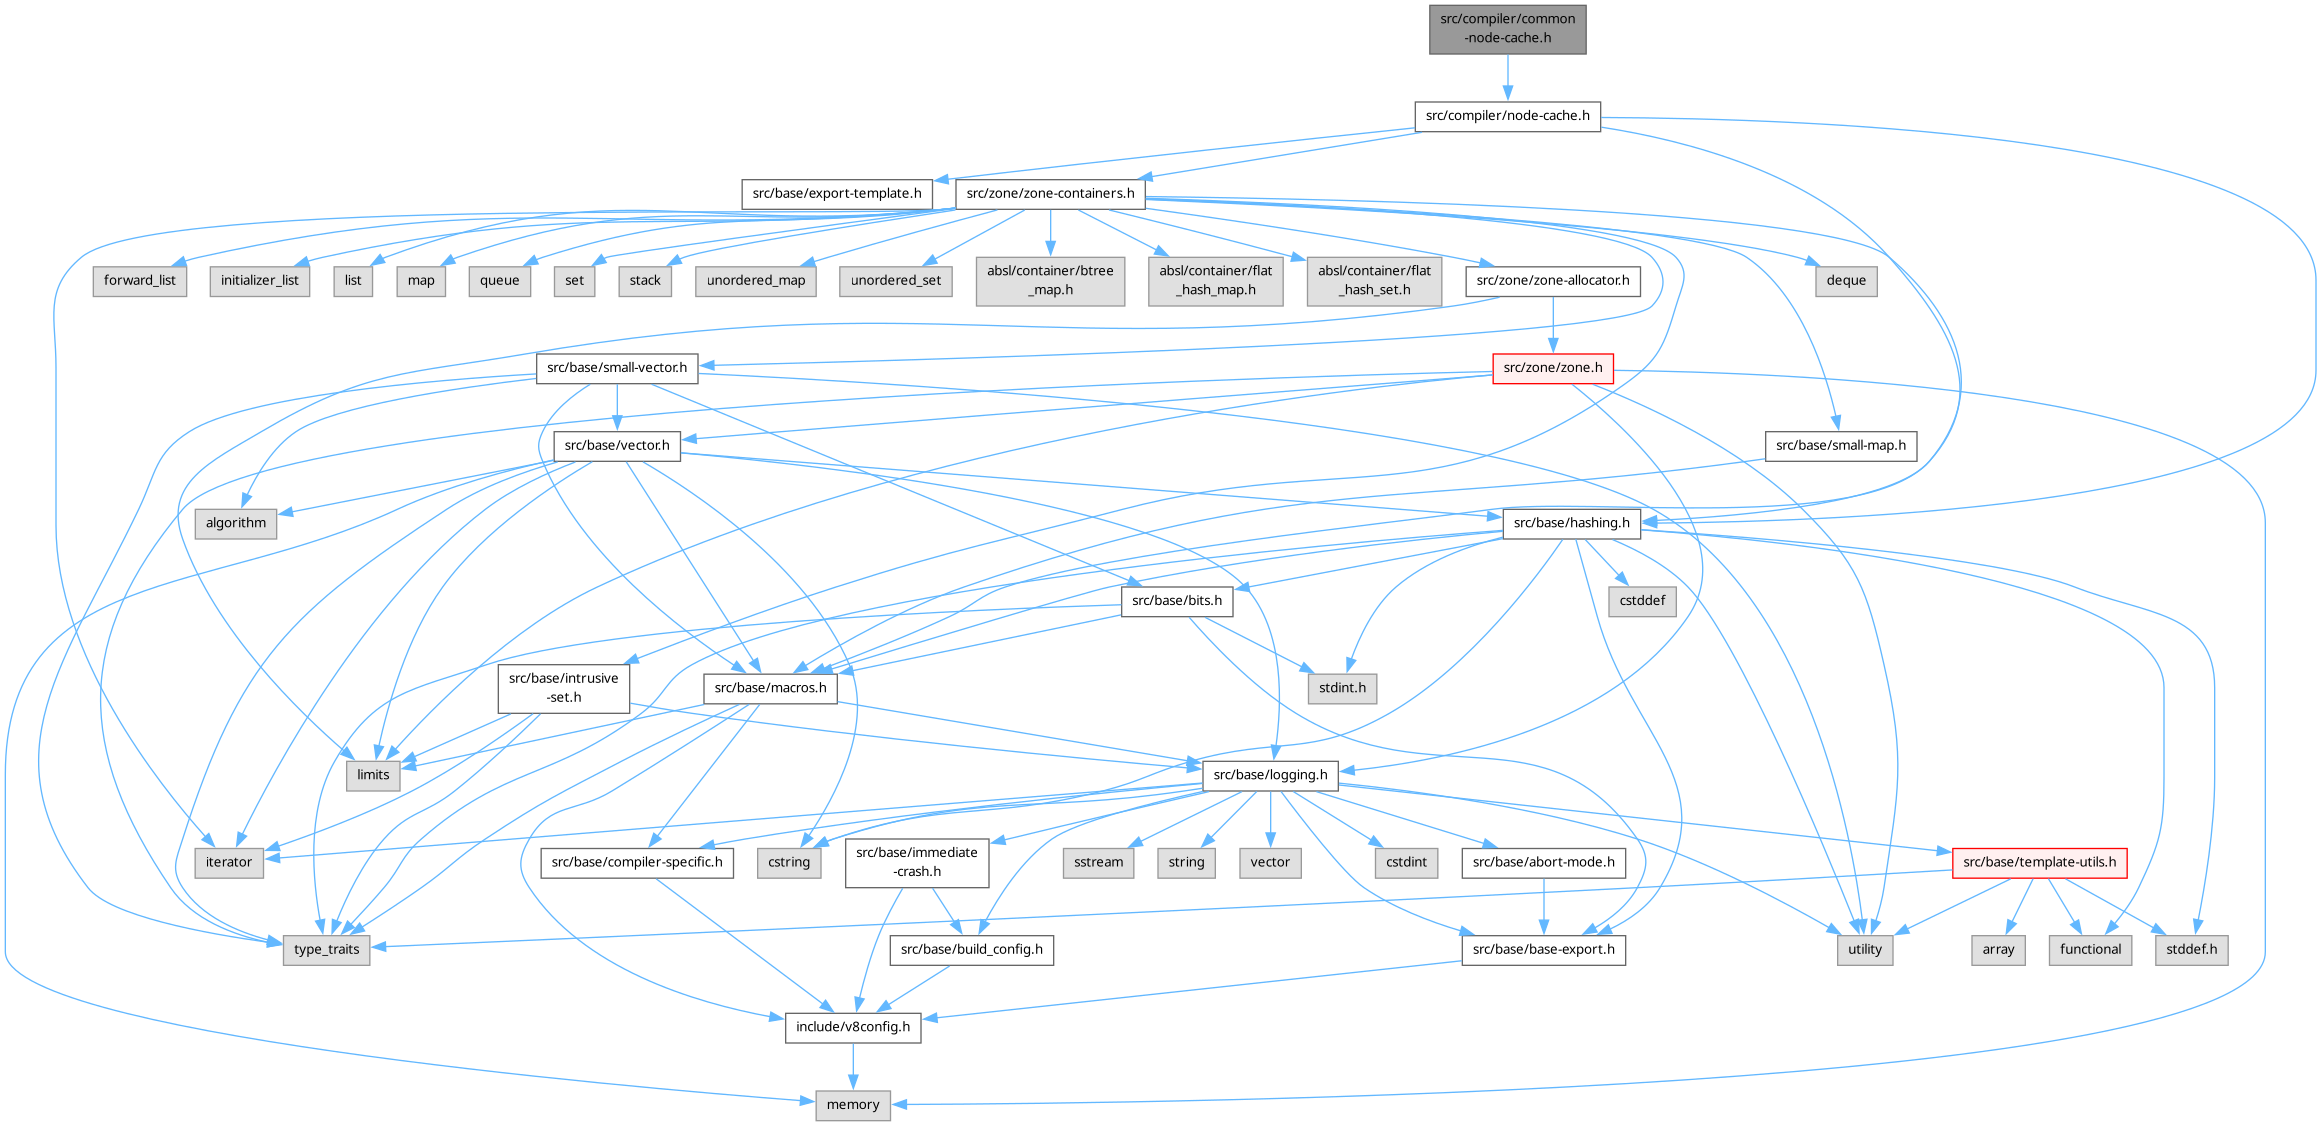 src/compiler/common
-node-cache.h
src/compiler/node-cache.h
src/base/export-template.h
src/zone/zone-containers.h
forward_list
initializer_list
list
map
queue
set
stack
unordered_map
unordered_set
absl/container/btree
_map.h
absl/container/flat
_hash_map.h
absl/container/flat
_hash_set.h
src/zone/zone-allocator.h
deque
src/base/small-vector.h
src/zone/zone.h
src/base/vector.h
src/base/small-map.h
algorithm
src/base/hashing.h
src/base/bits.h
cstddef
src/base/intrusive
-set.h
src/base/macros.h
stdint.h
limits
src/base/logging.h
iterator
src/base/compiler-specific.h
cstring
src/base/immediate
-crash.h
sstream
string
vector
cstdint
src/base/abort-mode.h
src/base/template-utils.h
type_traits
src/base/build_config.h
src/base/base-export.h
utility
array
functional
stddef.h
include/v8config.h
memory